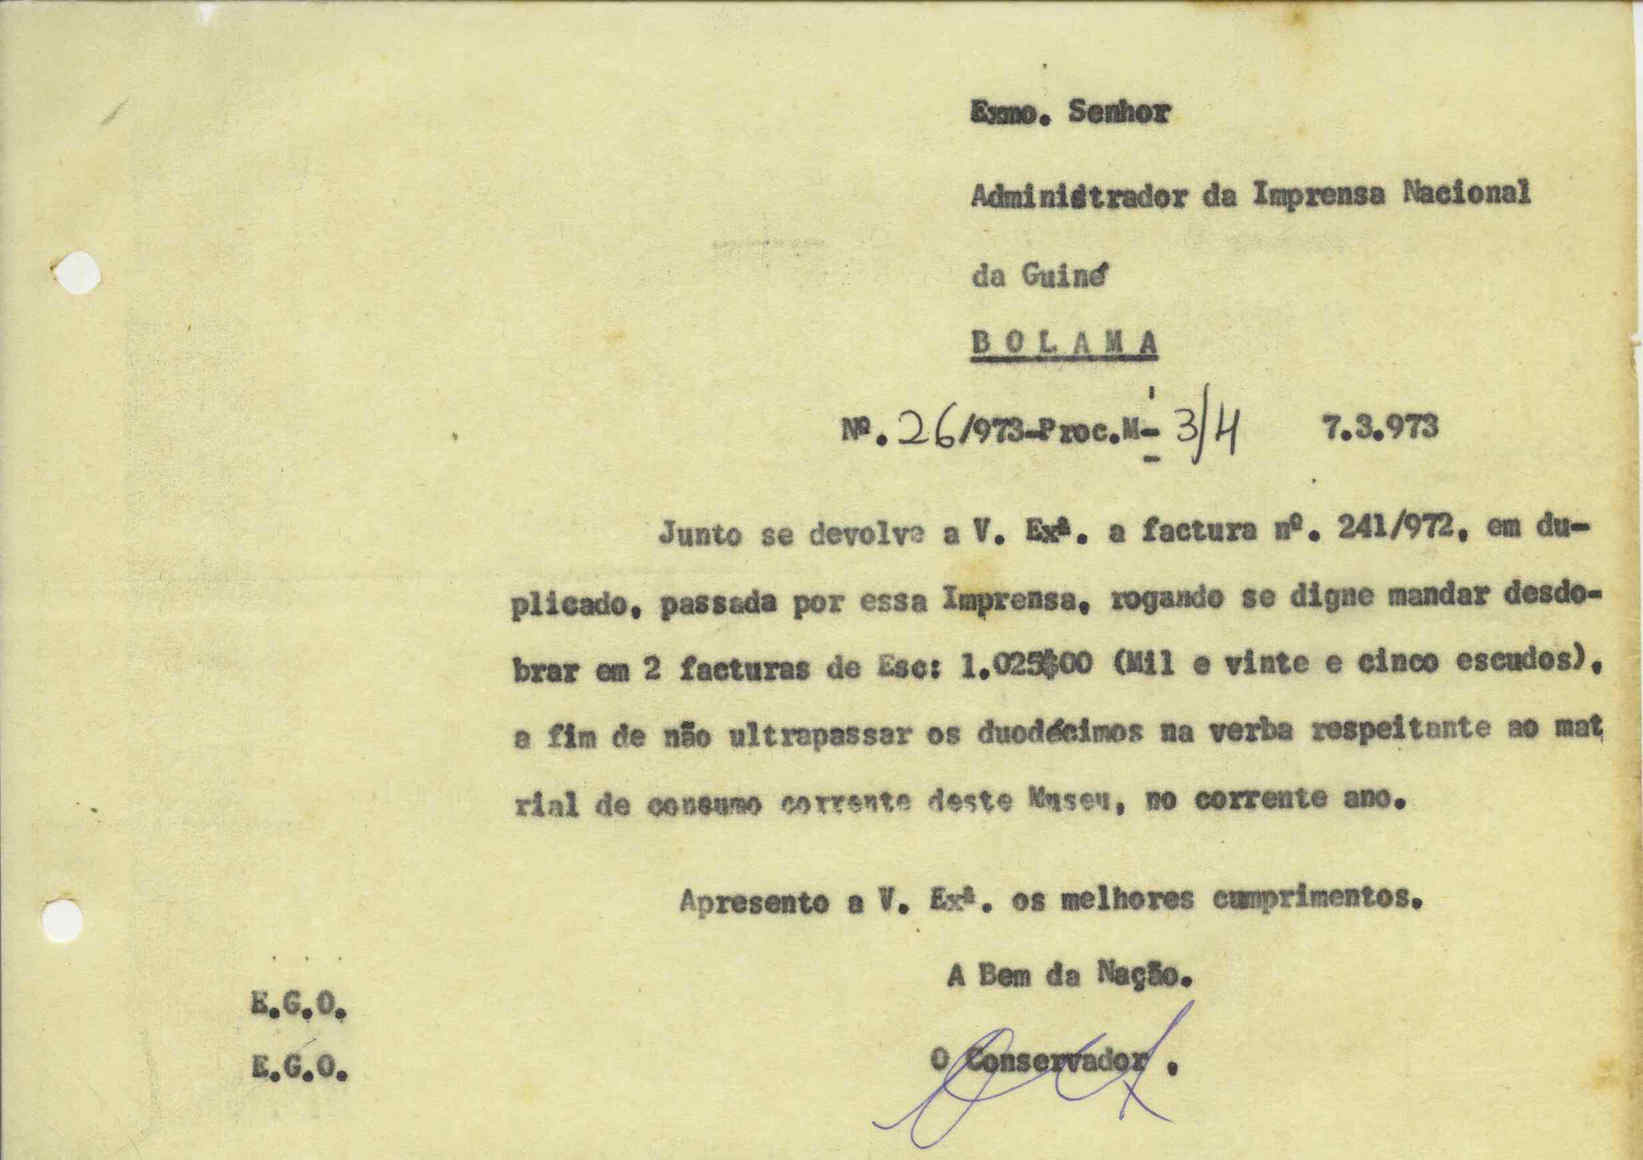 Exmo. Senhor
Administrador da Imprensa Nacional
da Guiné
B O L A M A
Nº. 26/973-Proc.M- 3/4 7.3.973
Junto se devolve a V. Exª. a factura nº. 241/972, em du-
plicado, passada por essa Imprensa, rogando se digne mandar desdo-
brar em 2 facturas de Esc: 1.025$00 (Mil e vinte e cinco escudos),
a fim de não ultrapassar os duodécimos na verba respeitante ao mat
rial de consumo corrente deste Museu, no corrente ano.
Apresento a V. Exª. os melhores cumprimentos.
A Bem da Nação.
E.G.O.
E.G.O.
O Conservador .